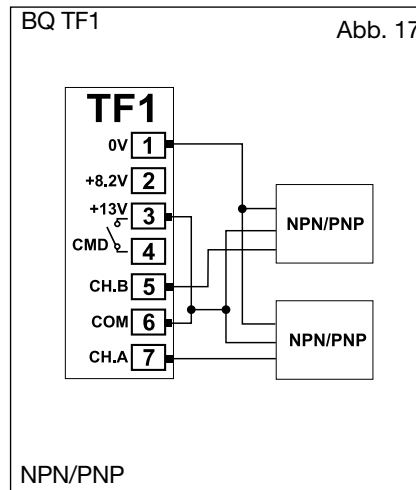 BQ TF1
Abb. 17
TF1
0V 1
+8.2V 2
+13V 3
CMD 4
CH.B 5
COM 6
CH.A 7
NPN/PNP
NPN/PNP
NPN/PNP